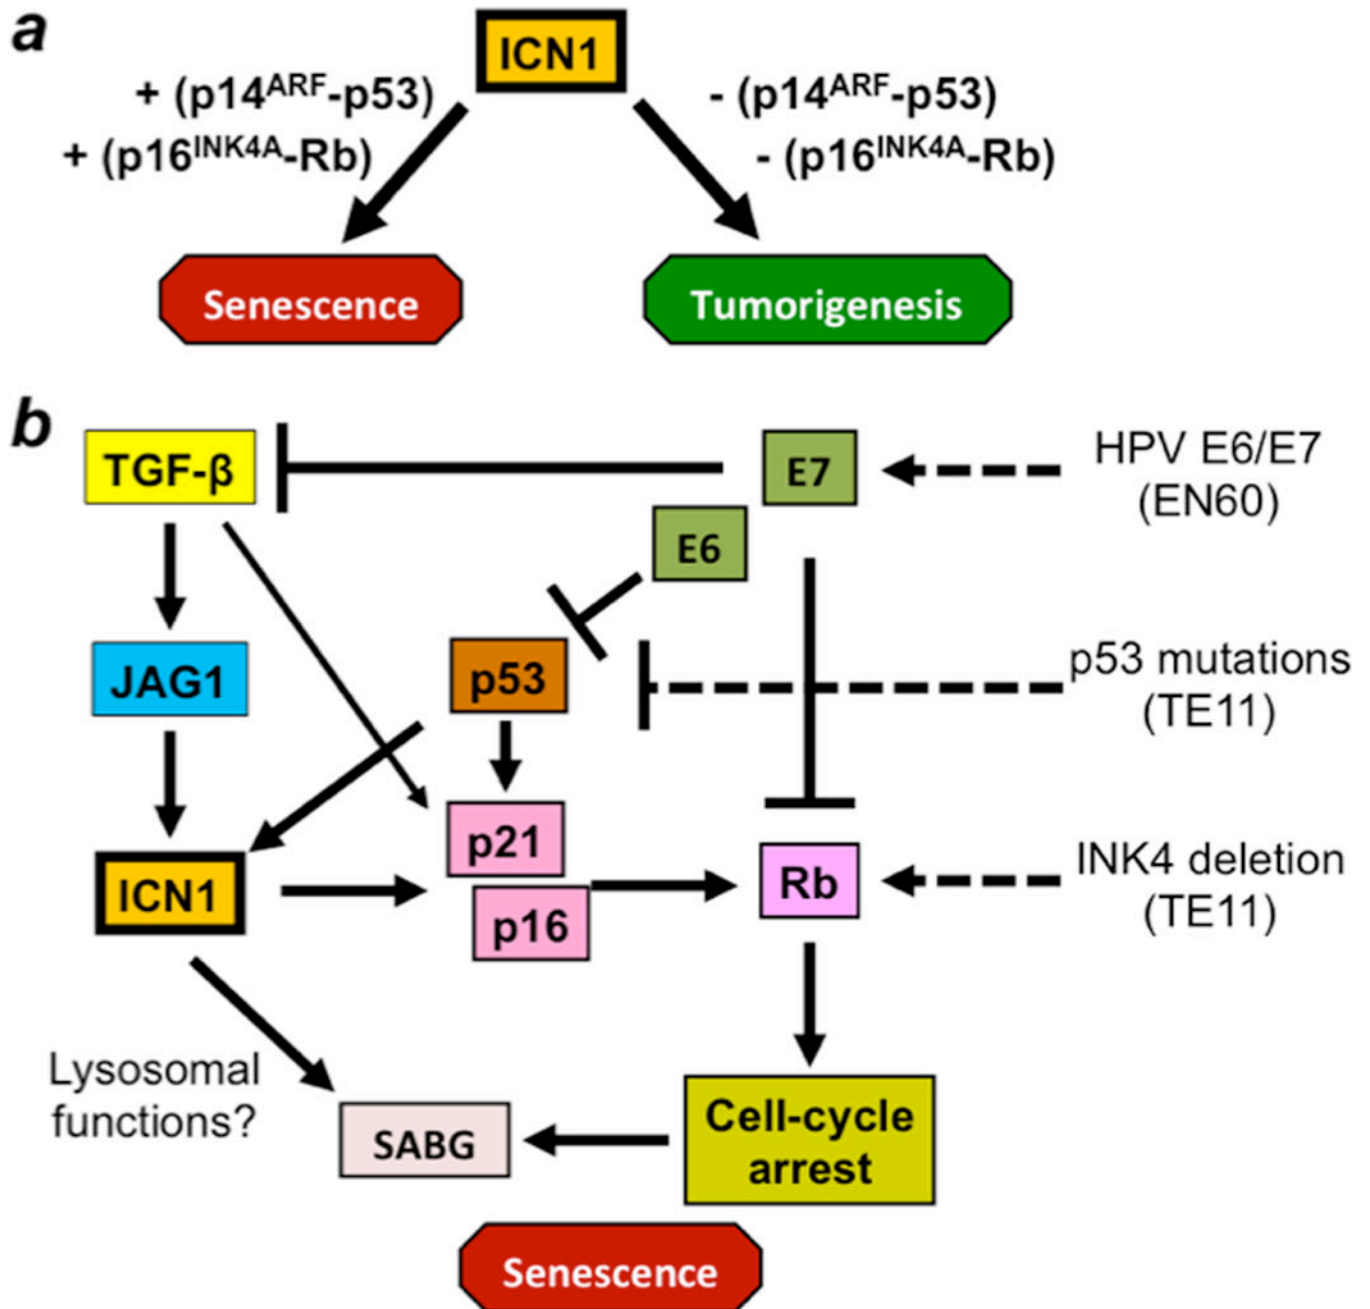 a
ICN1
+ (p14ARF-p53)
- (p14ARF-p53)
+ (p16INK4A-Rb)
- (p16INK4A-Rb)
Senescence
Tumorigenesis
b
TGF-β
E7
HPV E6/E7
(EN60)
E6
JAG1
p53
p53 mutations
(TE11)
p21
ICN1
p16
Rb
INK4 deletion
(TE11)
Lysosomal
functions?
SABG
Cell-cycle
arrest
Senescence